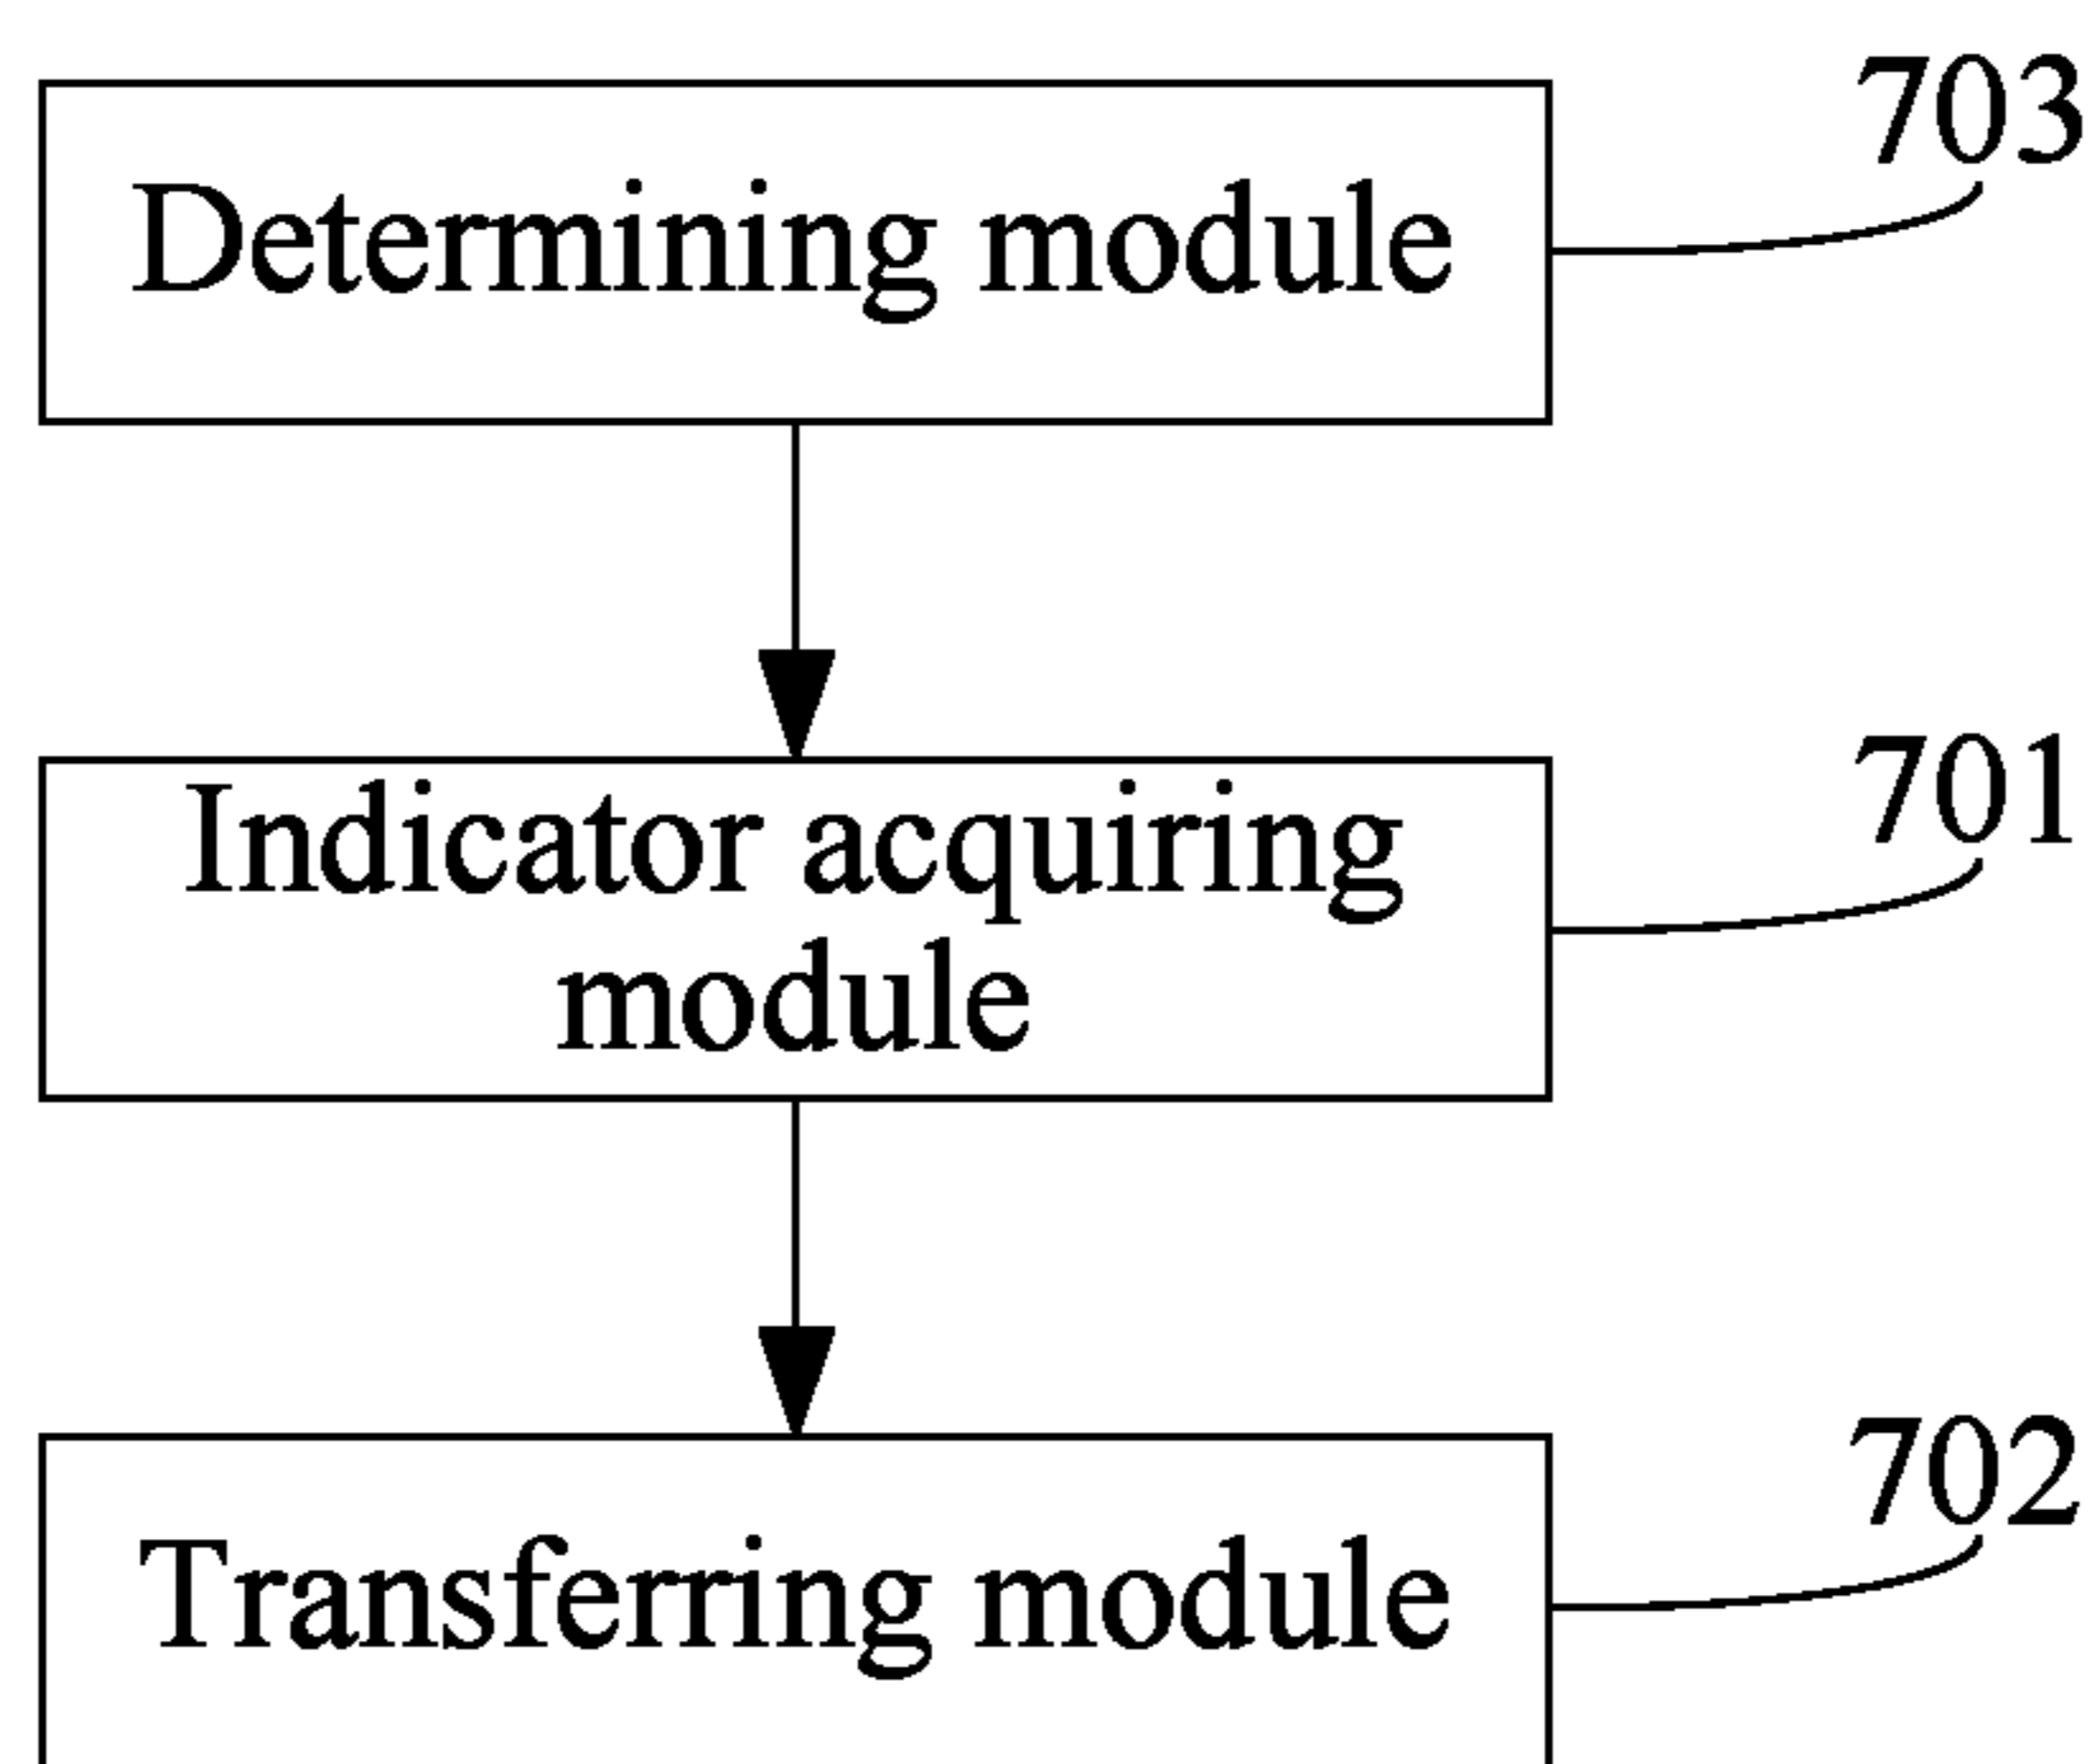 703
Determining module
701
Indicator acquiring
module
702
Transferring module